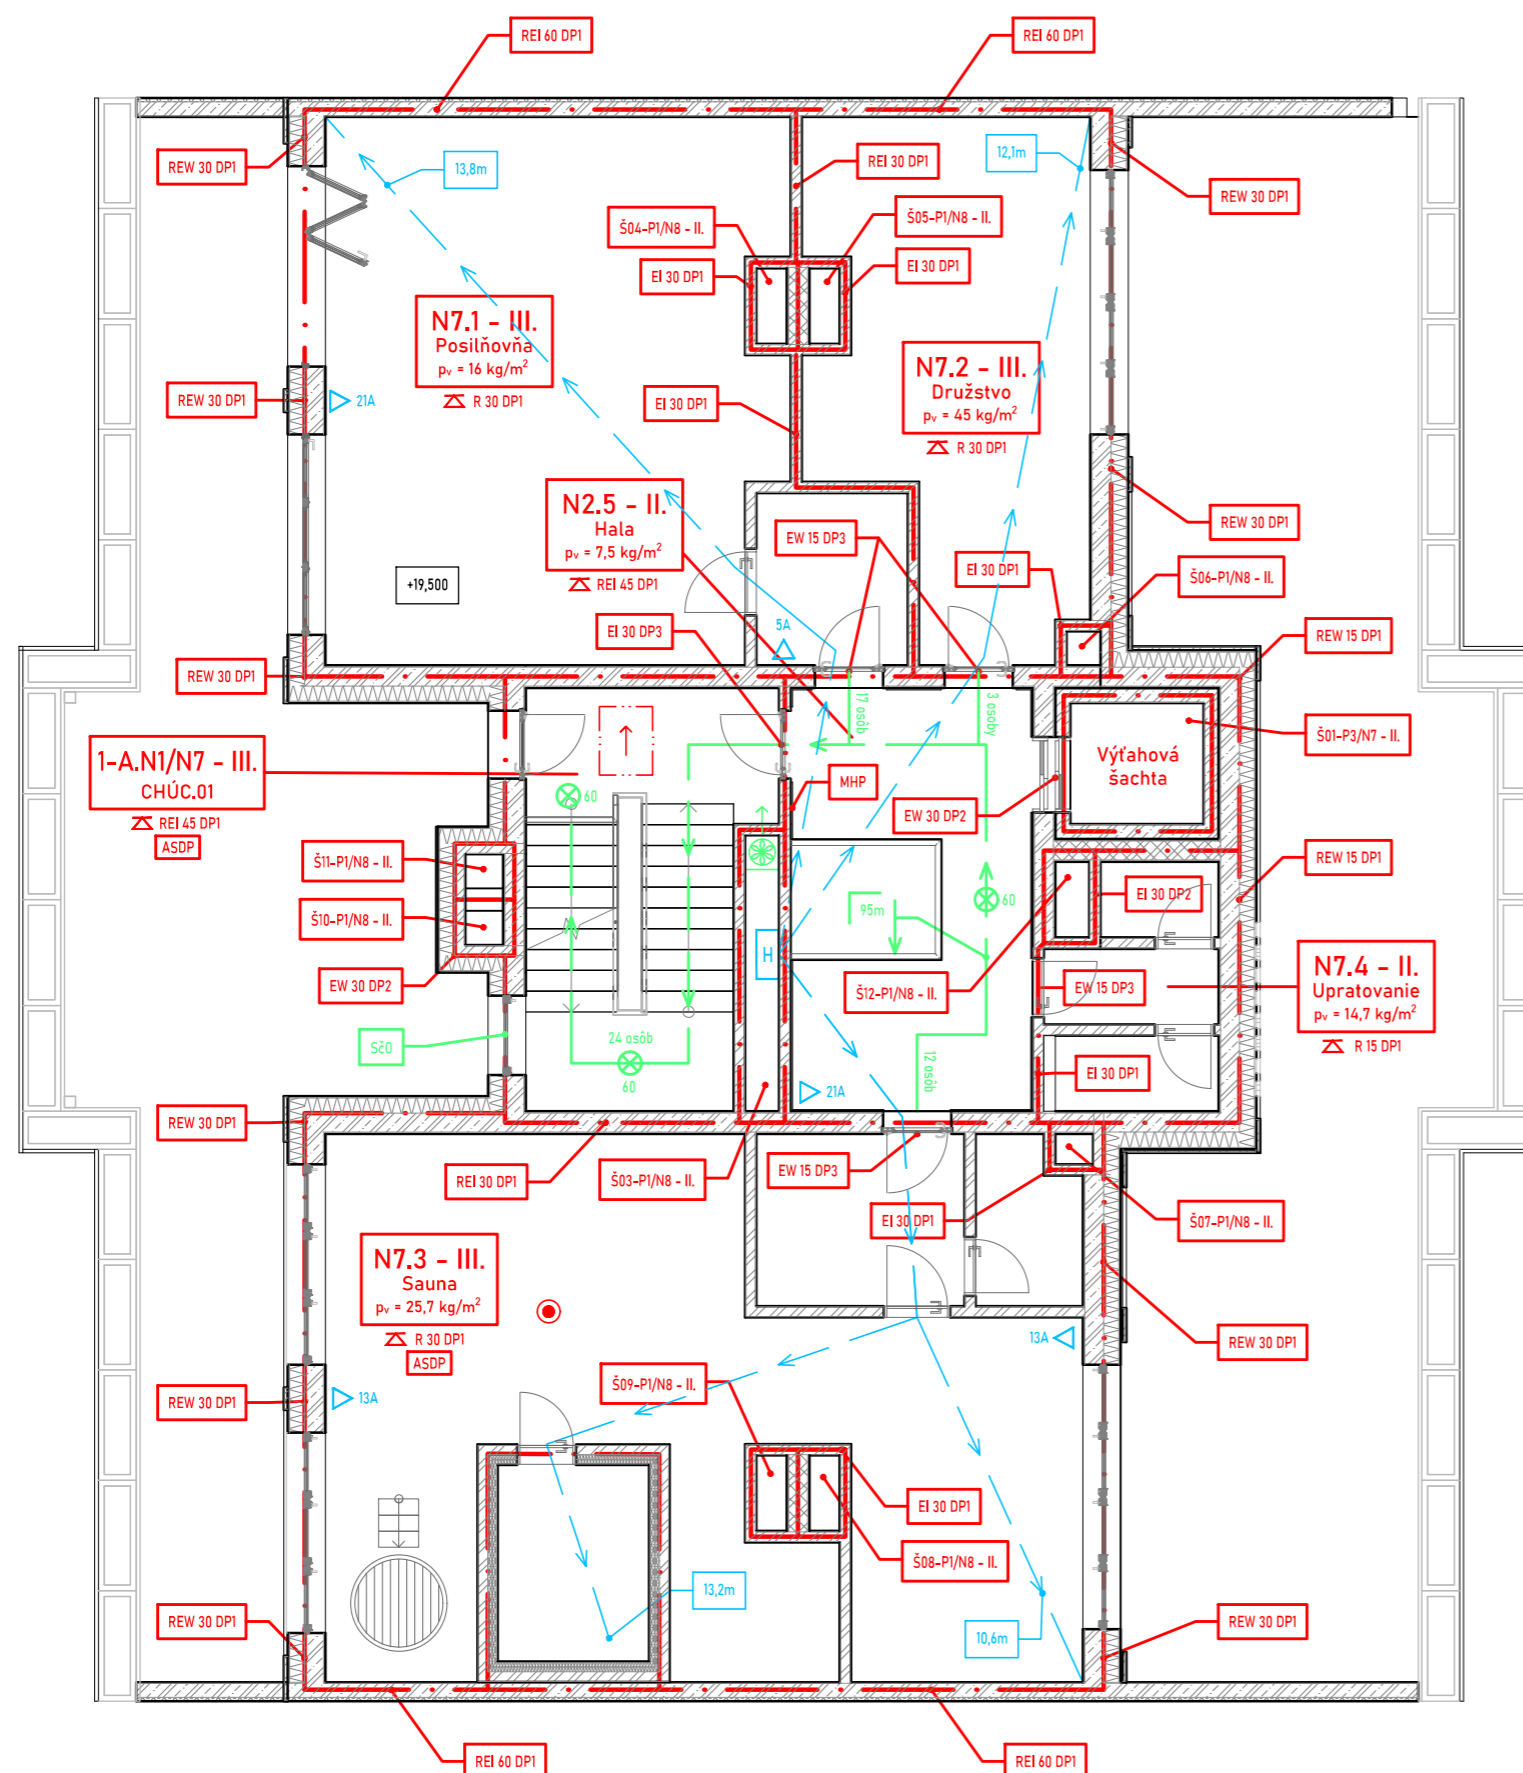 REI 60 DP1
REI 60 DP1
REW 30 DP1
13,8m
REI 30 DP1
12,1m
REW 30 DP1
Š04-P1/N8 - II.
Š05-P1/N8 - II.
EI 30 DP1
EI 30 DP1
N7.1 - III.
Posilňovňa
pᵥ = 16 kg/m²
R 30 DP1
REW 30 DP1
21A
EI 30 DP1
N7.2 - III.
Družstvo
pᵥ = 45 kg/m²
R 30 DP1
N2.5 - II.
Hala
pᵥ = 7,5 kg/m²
REI 45 DP1
EW 15 DP3
REW 30 DP1
+19,500
EI 30 DP1
Š06-P1/N8 - II.
EI 30 DP3
5A
REW 15 DP1
REW 30 DP1
17 osôb
3 osoby
1-A.N1/N7 - III.
CHÚC.01
REI 45 DP1
ASDP
Výťahová
šachta
Š01-P3/N7 - II.
MHP
60
EW 30 DP2
Š11-P1/N8 - II.
REW 15 DP1
EI 30 DP2
Š10-P1/N8 - II.
95m
60
H
EW 30 DP2
Š12-P1/N8 - II.
EW 15 DP3
N7.4 - II.
Upratovanie
pᵥ = 14,7 kg/m²
R 15 DP1
SčO
24 osôb
60
12 osôb
EI 30 DP1
21A
REW 30 DP1
REI 30 DP1
Š03-P1/N8 - II.
EW 15 DP3
EI 30 DP1
Š07-P1/N8 - II.
N7.3 - III.
Sauna
pᵥ = 25,7 kg/m²
R 30 DP1
ASDP
13A
REW 30 DP1
REW 30 DP1
13A
Š09-P1/N8 - II.
EI 30 DP1
Š08-P1/N8 - II.
13,2m
REW 30 DP1
10,6m
REW 30 DP1
REI 60 DP1
REI 60 DP1